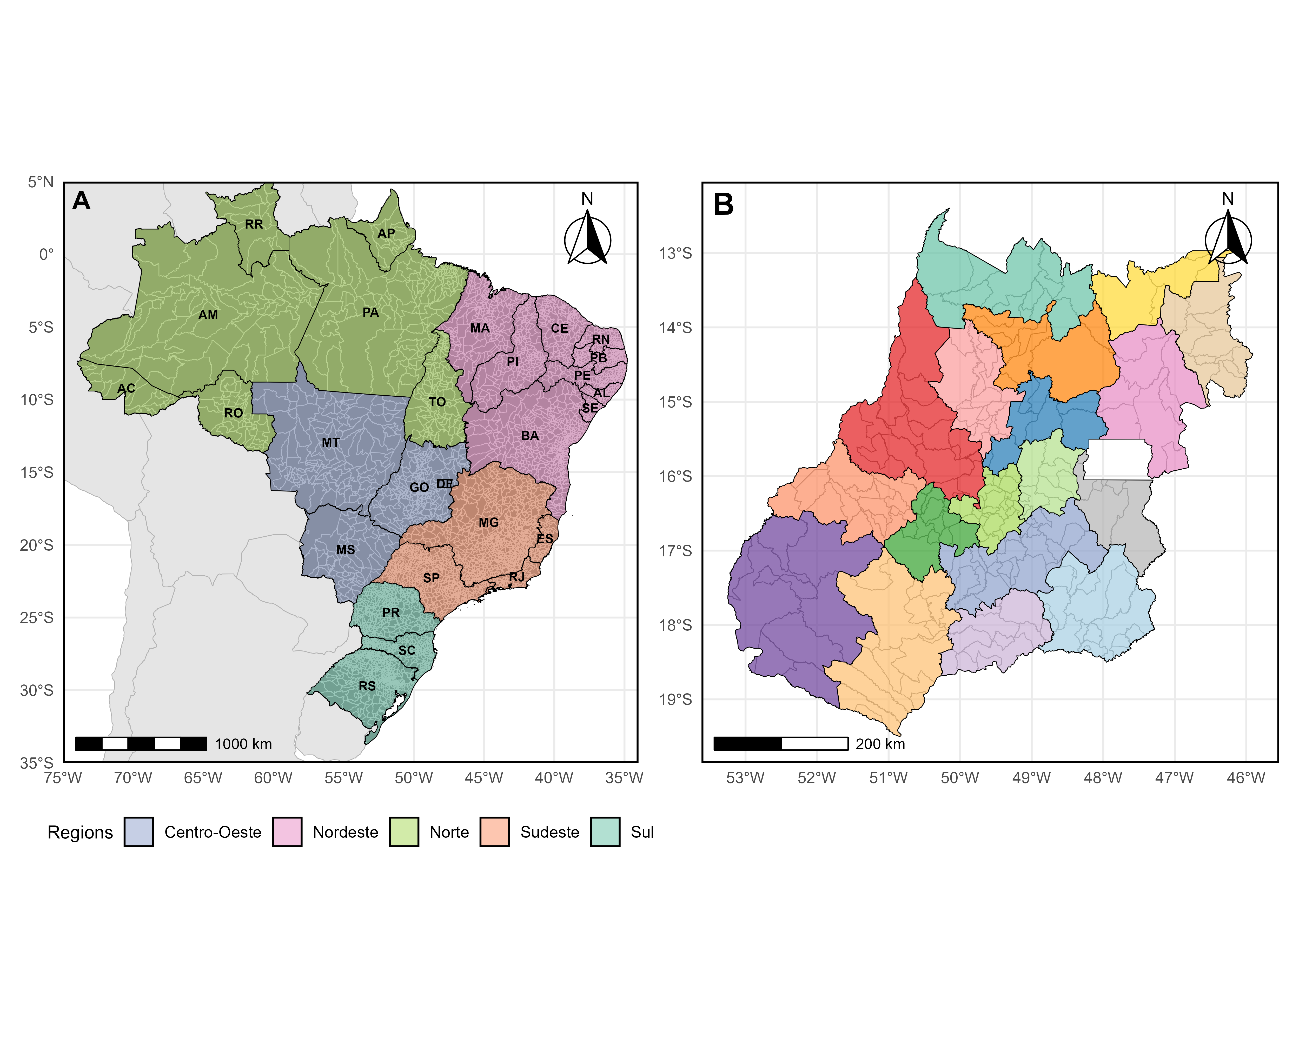 A
N
RR
AP
AM
PA
MA
CE
RN
PB
PI
PE
AL
SE
AC
RO
TO
BA
MT
GO
DF
MG
ES
MS
SP
RJ
PR
SC
RS
1000 km
5°N
0°
5°S
10°S
15°S
20°S
25°S
30°S
35°S
75°W 70°W 65°W 60°W 55°W 50°W 45°W 40°W 35°W
B
N
13°S
14°S
15°S
16°S
17°S
18°S
19°S
200 km
53°W 52°W 51°W 50°W 49°W 48°W 47°W 46°W
Regions Centro-Oeste Nordeste Norte Sudeste Sul